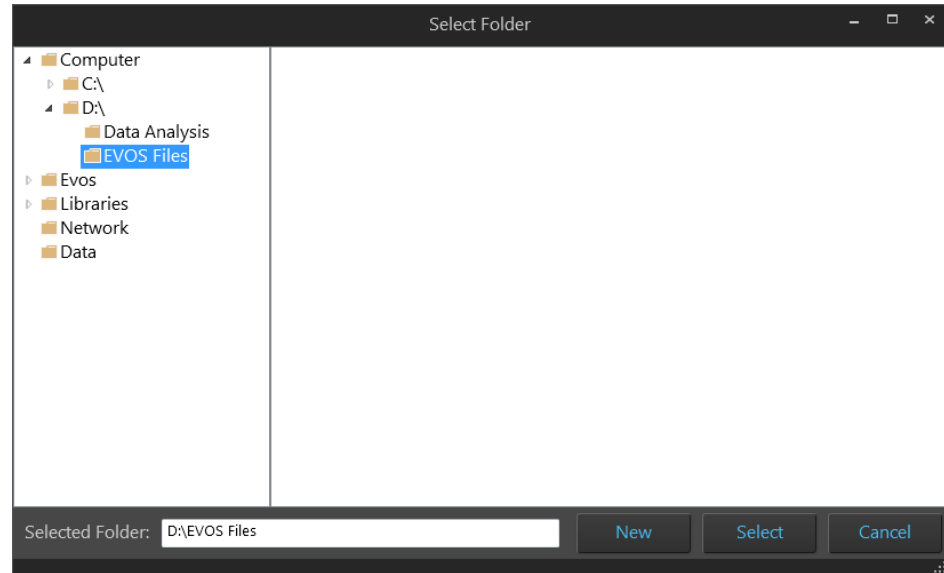 Select Folder
Computer
C:\
D:\
Data Analysis
EVOS Files
Evos
Libraries
Network
Data
Selected Folder: D:\EVOS Files New Select Cancel